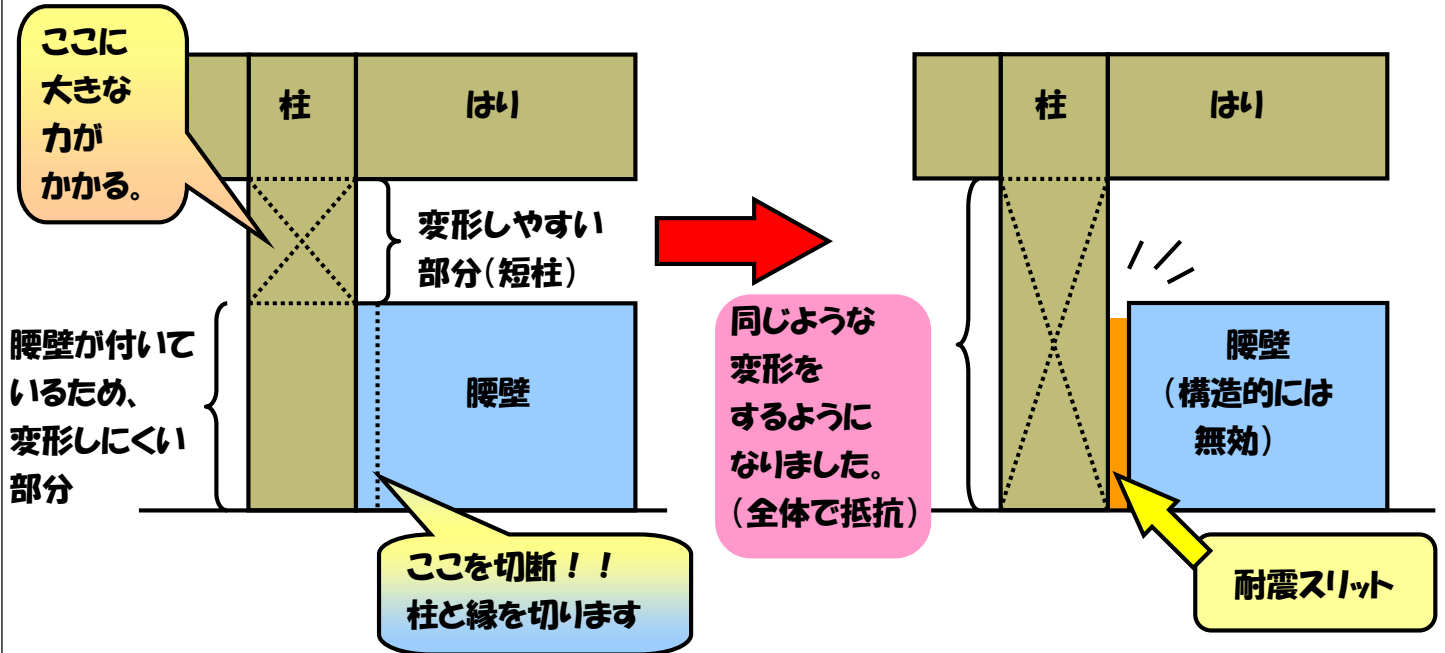 ここに
大きな
力が
かかる。
柱
はり
変形しやすい
部分(短柱)
腰壁が付いて
いるため、
変形しにくい
部分
腰壁
ここを切断！！
柱と縁を切ります
同じような
変形を
するように
なりました。
(全体で抵抗)
柱
はり
腰壁
(構造的には
無効)
耐震スリット